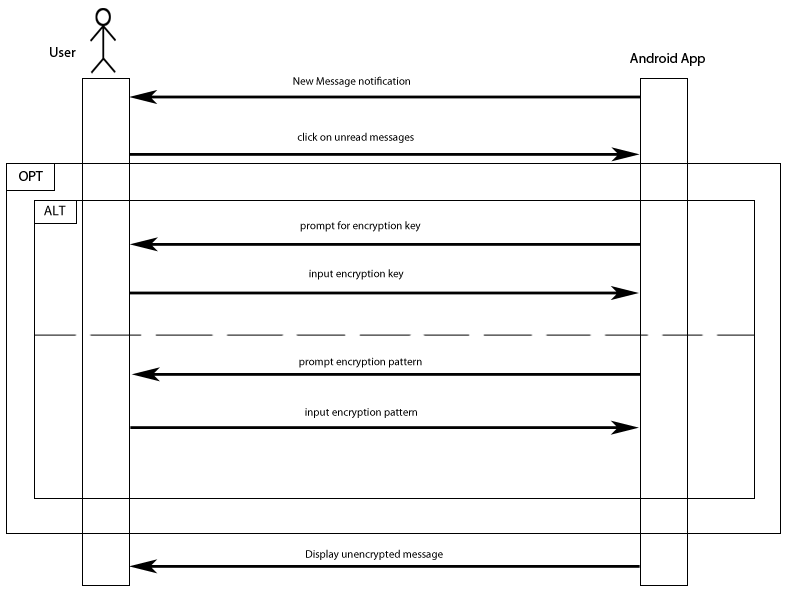 User
Android App
New Message notification
click on unread messages
OPT
ALT
prompt for encryption key
input encryption key
prompt encryption pattern
input encryption pattern
Display unencrypted message